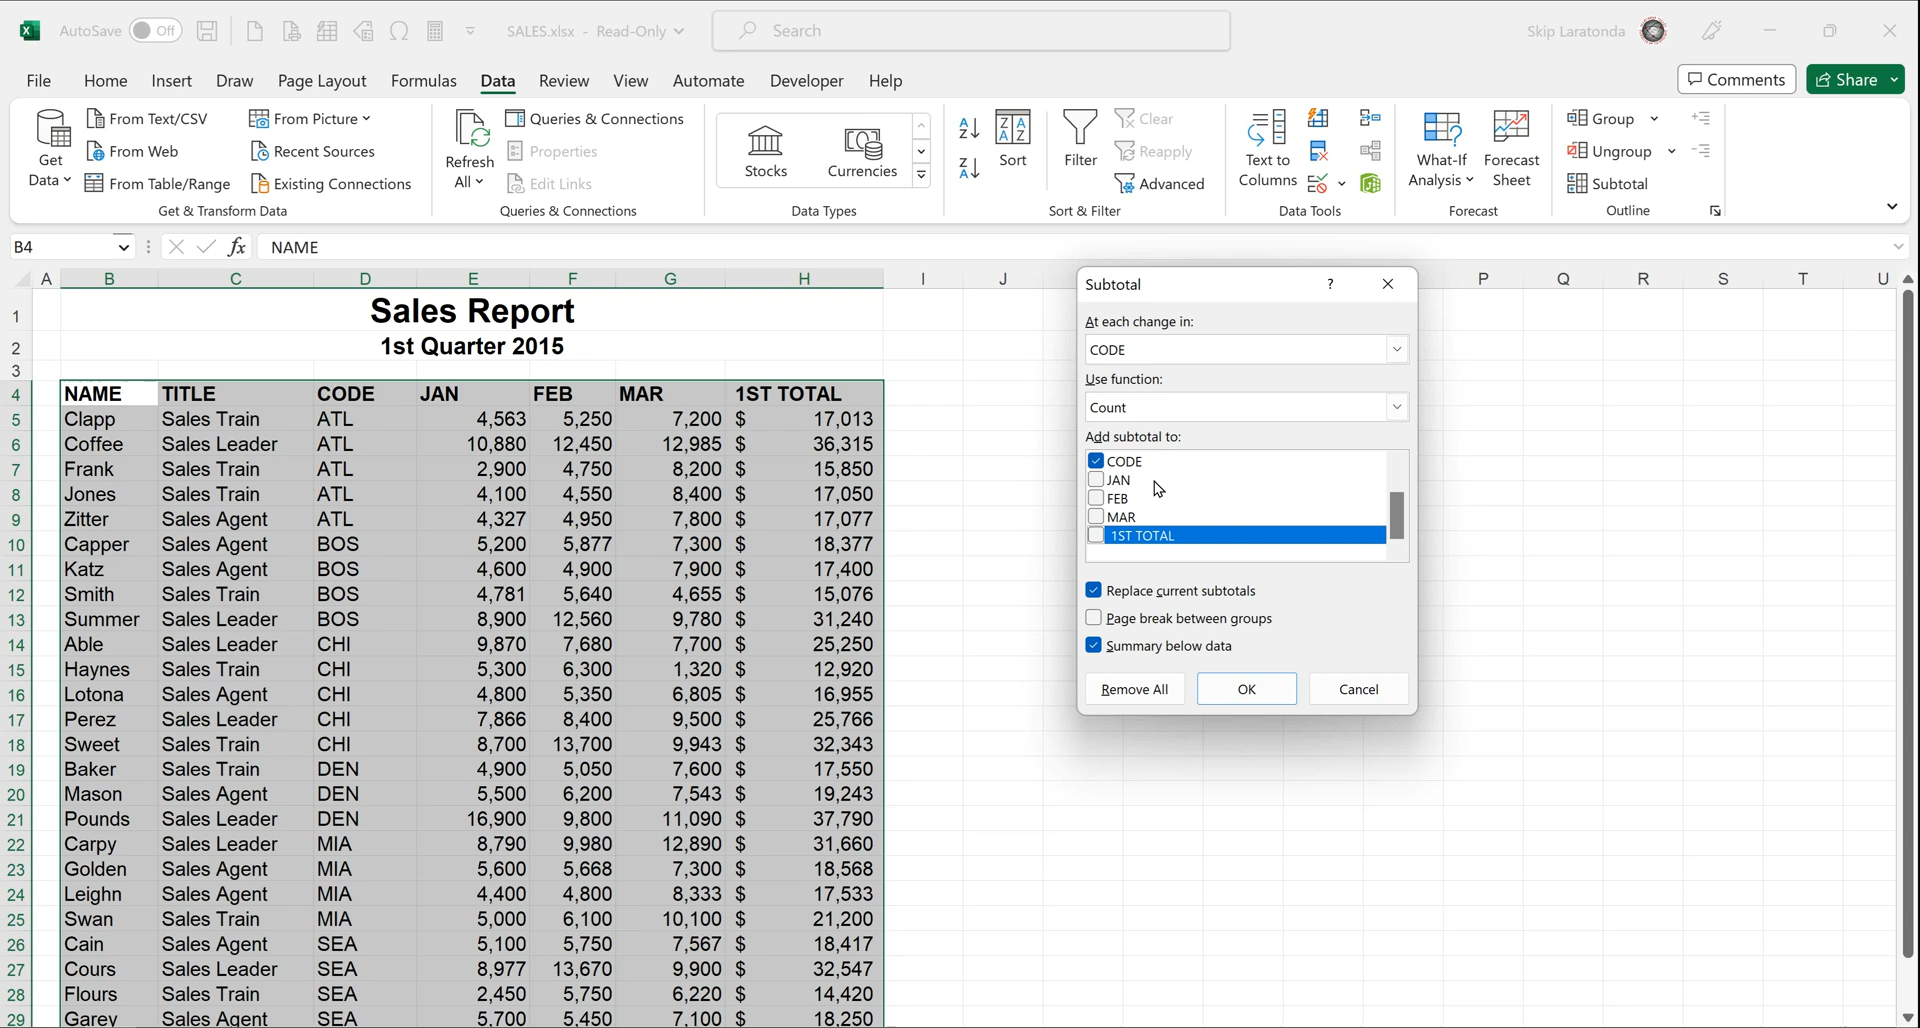 AutoSave Off SALES.xlsx - Read-Only Search Skip Laratonda
File Home Insert Draw Page Layout Formulas Data Review View Automate Developer Help Comments Share
Get Data
From Text/CSV
From Web
From Table/Range
From Picture
Recent Sources
Existing Connections
Get & Transform Data
Refresh All
Queries & Connections
Properties
Edit Links
Queries & Connections
Stocks
Currencies
Data Types
Sort
Filter
Clear
Reapply
Advanced
Sort & Filter
Text to Columns
Data Tools
What-If Analysis
Forecast Sheet
Forecast
Group
Ungroup
Subtotal
Outline
B4 fx NAME
A B C D E F G H I J P Q R S T U
1 Sales Report
2 1st Quarter 2015
3
4 NAME TITLE CODE JAN FEB MAR 1ST TOTAL
5 Clapp Sales Train ATL 4,563 5,250 7,200 $ 17,013
6 Coffee Sales Leader ATL 10,880 12,450 12,985 $ 36,315
7 Frank Sales Train ATL 2,900 4,750 8,200 $ 15,850
8 Jones Sales Train ATL 4,100 4,550 8,400 $ 17,050
9 Zitter Sales Agent ATL 4,327 4,950 7,800 $ 17,077
10 Capper Sales Agent BOS 5,200 5,877 7,300 $ 18,377
11 Katz Sales Agent BOS 4,600 4,900 7,900 $ 17,400
12 Smith Sales Train BOS 4,781 5,640 4,655 $ 15,076
13 Summer Sales Leader BOS 8,900 12,560 9,780 $ 31,240
14 Able Sales Leader CHI 9,870 7,680 7,700 $ 25,250
15 Haynes Sales Train CHI 5,300 6,300 1,320 $ 12,920
16 Lotona Sales Agent CHI 4,800 5,350 6,805 $ 16,955
17 Perez Sales Leader CHI 7,866 8,400 9,500 $ 25,766
18 Sweet Sales Train CHI 8,700 13,700 9,943 $ 32,343
19 Baker Sales Train DEN 4,900 5,050 7,600 $ 17,550
20 Mason Sales Agent DEN 5,500 6,200 7,543 $ 19,243
21 Pounds Sales Leader DEN 16,900 9,800 11,090 $ 37,790
22 Carpy Sales Leader MIA 8,790 9,980 12,890 $ 31,660
23 Golden Sales Agent MIA 5,600 5,668 7,300 $ 18,568
24 Leighn Sales Agent MIA 4,400 4,800 8,333 $ 17,533
25 Swan Sales Train MIA 5,000 6,100 10,100 $ 21,200
26 Cain Sales Agent SEA 5,100 5,750 7,567 $ 18,417
27 Cours Sales Leader SEA 8,977 13,670 9,900 $ 32,547
28 Flours Sales Train SEA 2,450 5,750 6,220 $ 14,420
29 Garey Sales Agent SEA 5,700 5,450 7,100 $ 18,250
Subtotal ?
At each change in:
CODE
Use function:
Count
Add subtotal to:
CODE
JAN
FEB
MAR
1ST TOTAL
Replace current subtotals
Page break between groups
Summary below data
Remove All OK Cancel